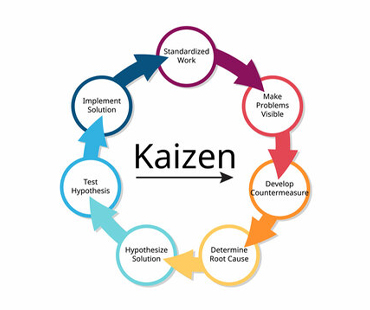 Standardized
Work
Make
Problems
Visible
Develop
Countermeasure
Determine
Root Cause
Hypothesize
Solution
Test
Hypothesis
Implement
Solution
Kaizen